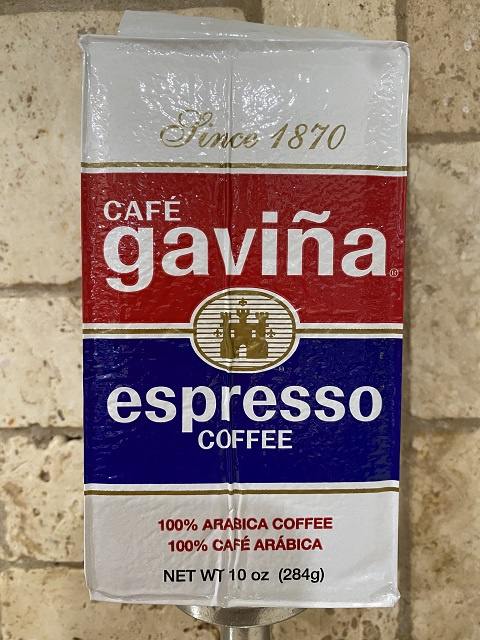 Since 1870
CAFÉ
gaviña®
espresso
COFFEE
100% ARABICA COFFEE
100% CAFÉ ARÁBICA
NET WT 10 oz (284g)